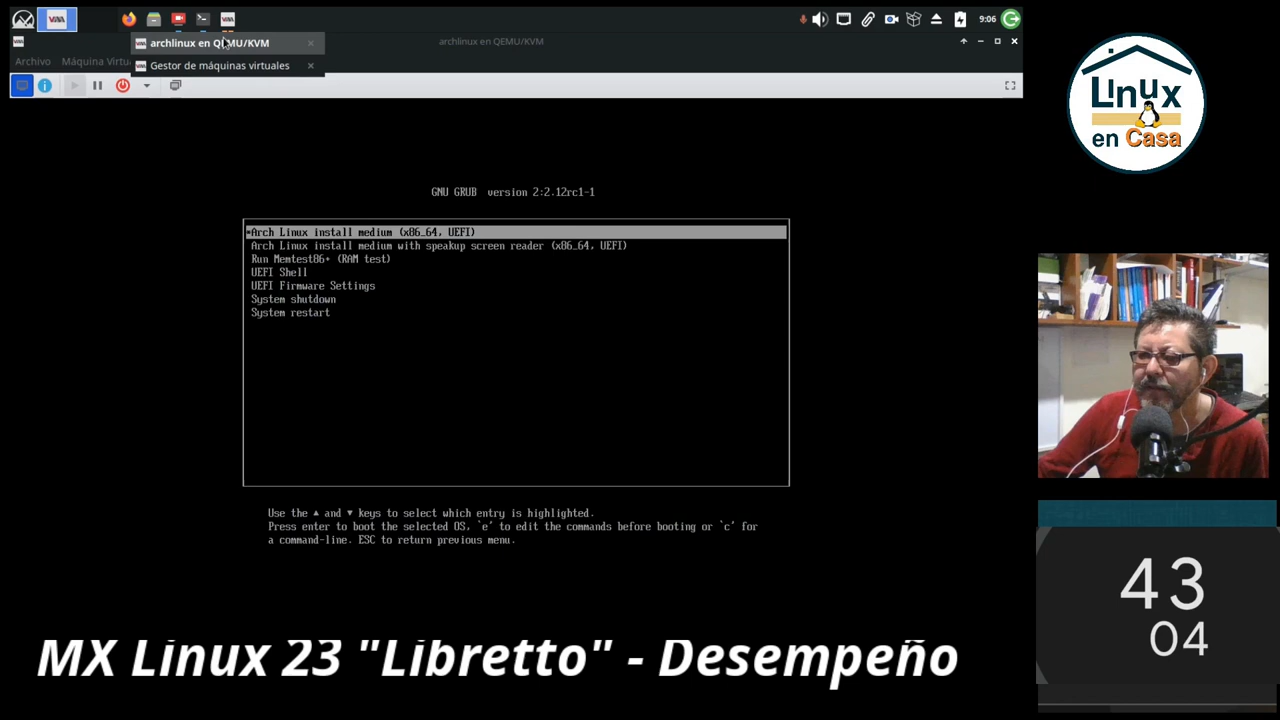 9:06
archlinux en QEMU/KVM
archlinux en QEMU/KVM
Archivo Máquina Virtu
Gestor de máquinas virtuales
GNU GRUB version 2:2.12rc1-1
*Arch Linux install medium (x86_64, UEFI)
Arch Linux install medium with speakup screen reader (x86_64, UEFI)
Run Memtest86+ (RAM test)
UEFI Shell
UEFI Firmware Settings
System shutdown
System restart
Use the ▲ and ▼ keys to select which entry is highlighted.
Press enter to boot the selected OS, `e' to edit the commands before booting or `c' for
a command-line. ESC to return previous menu.
MX Linux 23 "Libretto" - Desempeño
Linux
en Casa
43
04